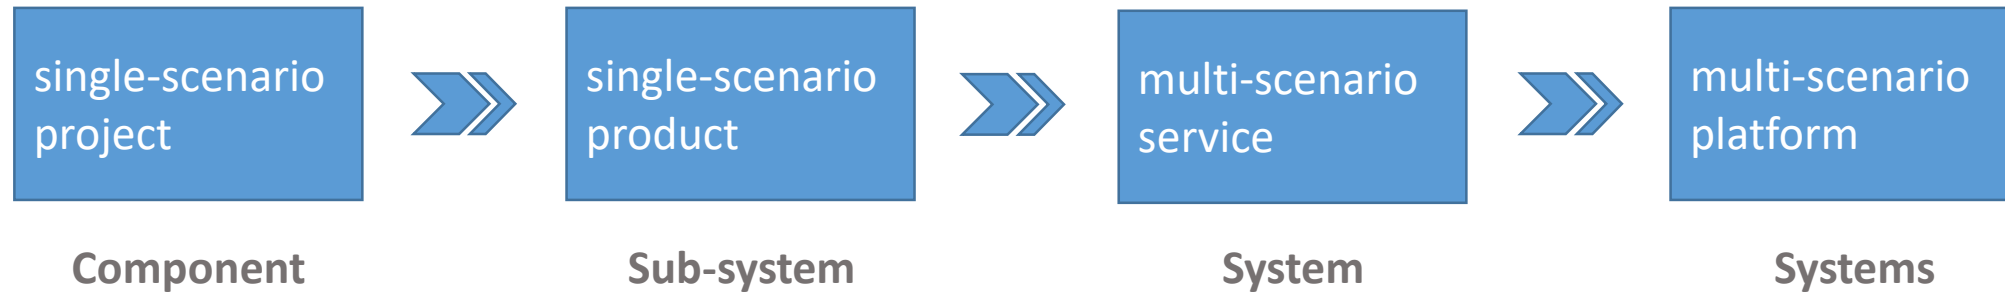 single-scenario
project
single-scenario
product
multi-scenario
service
multi-scenario
platform
Component
Sub-system
System
Systems